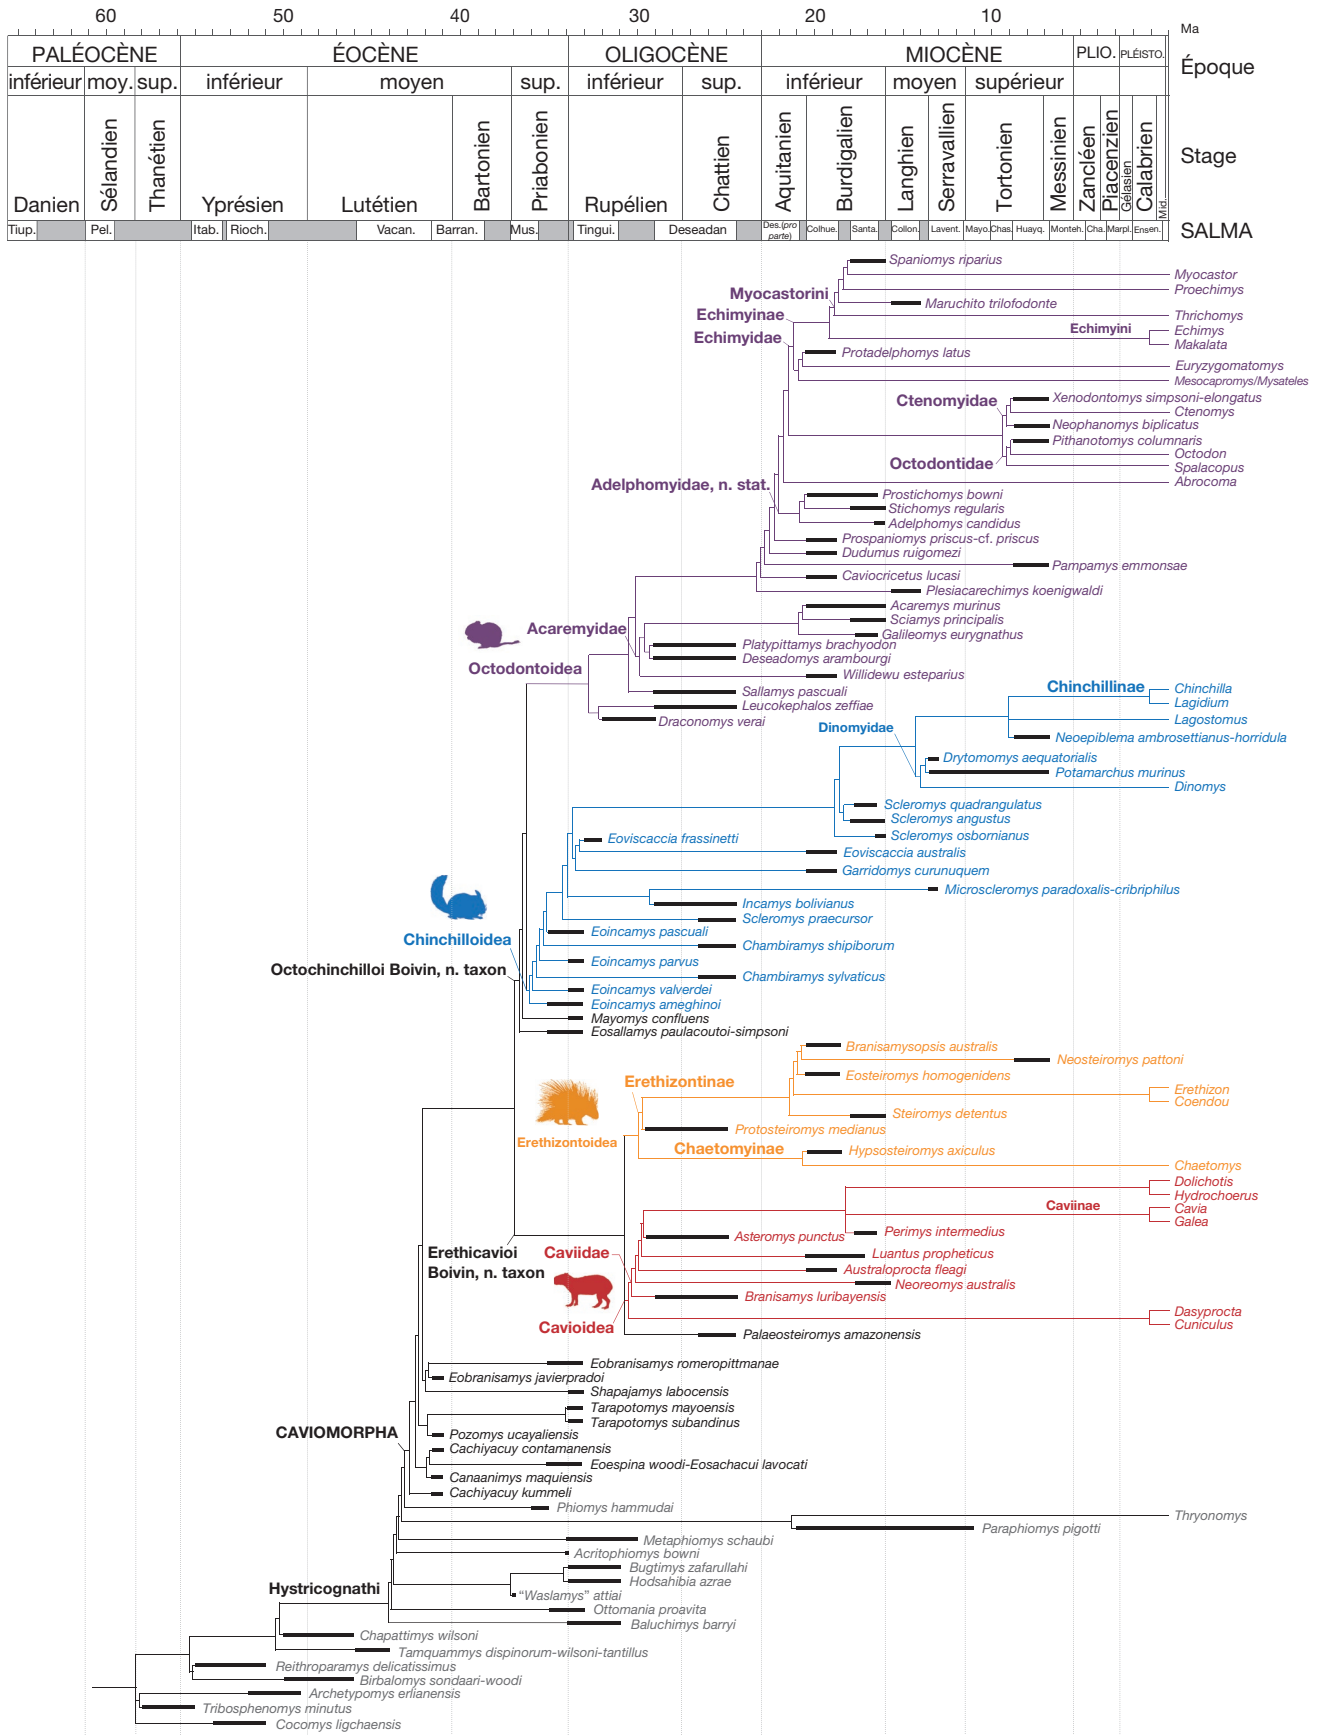 60 40 30 20 10
Ma
PALÉOCÈNE ÉOCÈNE OLIGOCÈNE MIOCÈNE PLIO. PLÉISTO.
Époque
inférieur moy. sup. inférieur moyen sup. inférieur sup. inférieur moyen supérieur
Danien Sélandien Thanétien Yprésien Lutétien Bartonien Priabonien Rupélien Chattien Aquitanien Burdigalien Langhien Serravallien Tortonien Messinien Zancléen Piacenzien Gélasien Calabrien Mid.
Stage
Tiup. Pel. Itab. Rioch. Vacan. Barran. Mus. Tingui. Deseadan Des.(pro parte) Colhue. Santa. Collon. Lavent. Mayo. Chas. Huayq. Monteh. Cha. Marpl. Ensen.
SALMA
Spaniomys riparius
Myocastor
Proechimys
Myocastorini
Maruchito trilofodonte
Echimyinae
Thrichomys
Echimyini
Echimys
Echimyidae
Makalata
Protadelphomys latus
Euryzygomatomys
Mesocapromys/Mysateles
Ctenomyidae
Xenodontomys simpsoni-elongatus
Ctenomys
Neophanomys biplicatus
Pithanotomys columnaris
Octodon
Octodontidae
Spalacopus
Abrocoma
Adelphomyidae, n. stat.
Prostichomys bowni
Stichomys regularis
Adelphomys candidus
Prospaniomys priscus-cf. priscus
Dudumus ruigomezi
Pampamys emmonsae
Caviocricetus lucasi
Plesiacarechimys koenigwaldi
Acaremys murinus
Sciamys principalis
Acaremyidae
Galileomys eurygnathus
Platypittamys brachyodon
Deseadomys arambourgi
Octodontoidea
Willidewu esteparius
Chinchillinae
Chinchilla
Sallamys pascuali
Lagidium
Leucokephalos zeffiae
Draconomys verai
Lagostomus
Dinomyidae
Neoepiblema ambrosettianus-horridula
Drytomomys aequatorialis
Potamarchus murinus
Dinomys
Scleromys quadrangulatus
Scleromys angustus
Scleromys osbornianus
Eoviscaccia frassinetti
Eoviscaccia australis
Garridomys curunuquem
Microscleromys paradoxalis-cribriphilus
Incamys bolivianus
Scleromys praecursor
Eoincamys pascuali
Chinchilloidea
Chambiramys shipiborum
Eoincamys parvus
Octochinchilloi Boivin, n. taxon
Chambiramys sylvaticus
Eoincamys valverdei
Eoincamys ameghinoi
Mayomys confluens
Eosallamys paulacoutoi-simpsoni
Branisamysopsis australis
Neosteiromys pattoni
Eosteiromys homogenidens
Erethizontinae
Erethizon
Coendou
Steiromys detentus
Protosteiromys medianus
Erethizontoidea
Chaetomyinae
Hypsosteiromys axiculus
Chaetomys
Dolichotis
Hydrochoerus
Caviinae
Cavia
Galea
Perimys intermedius
Asteromys punctus
Erethicavioi
Boivin, n. taxon
Caviidae
Luantus propheticus
Australoprocta fleagi
Neoreomys australis
Branisamys luribayensis
Dasyprocta
Cavioidea
Cuniculus
Palaeosteiromys amazonensis
Eobranisamys romeropittmanae
Eobranisamys javierpradoi
Shapajamys labocensis
Tarapotomys mayoensis
Tarapotomys subandinus
CAVIOMORPHA
Pozomys ucayaliensis
Cachiyacuy contamanensis
Eoespina woodi-Eosachacui lavocati
Canaanimys maquiensis
Cachiyacuy kummeli
Phiomys hammudai
Thryonomys
Paraphiomys pigotti
Metaphiomys schaubi
Acritophiomys bowni
Bugtimys zafarullahi
Hodsahibia azrae
Hystricognathi
"Waslamys" attiai
Ottomania proavita
Baluchimys barryi
Chapattimys wilsoni
Tamquammys dispinorum-wilsoni-tantillus
Reithroparamys delicatissimus
Birbalomys sondaari-woodi
Archetypomys erlianensis
Tribosphenomys minutus
Cocomys ligchaensis